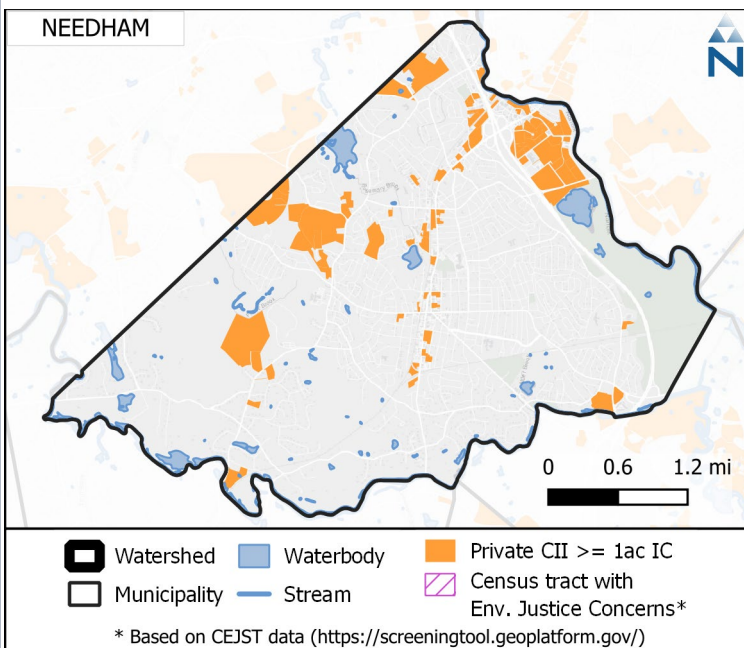 NEEDHAM
N
0 0.6 1.2 mi
Watershed Waterbody Private CII >= 1ac IC
Municipality Stream Census tract with
Env. Justice Concerns*
* Based on CEJST data (https://screeningtool.geoplatform.gov/)